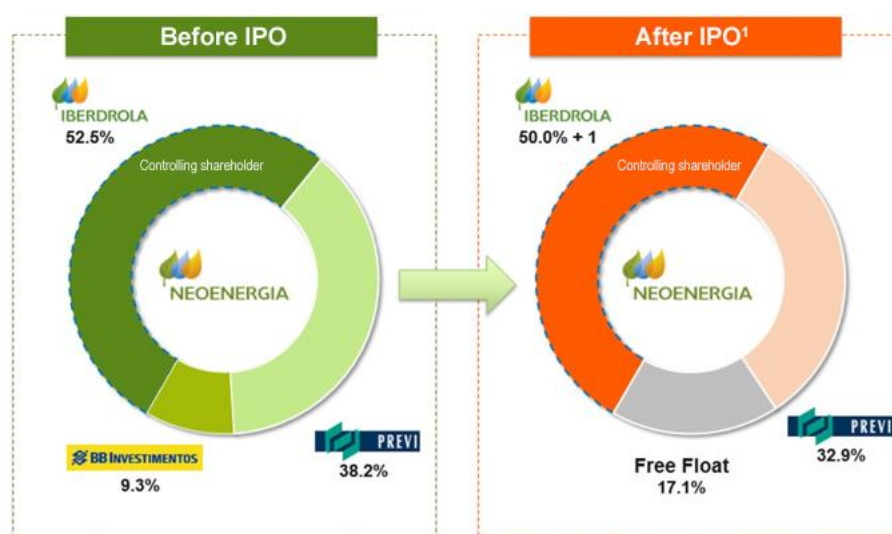 Before IPO
IBERDROLA
52.5%
Controlling shareholder
NEOENERGIA
BB INVESTIMENTOS
9.3%
PREVI
38.2%
After IPO¹
IBERDROLA
50.0% + 1
Controlling shareholder
NEOENERGIA
Free Float
17.1%
PREVI
32.9%